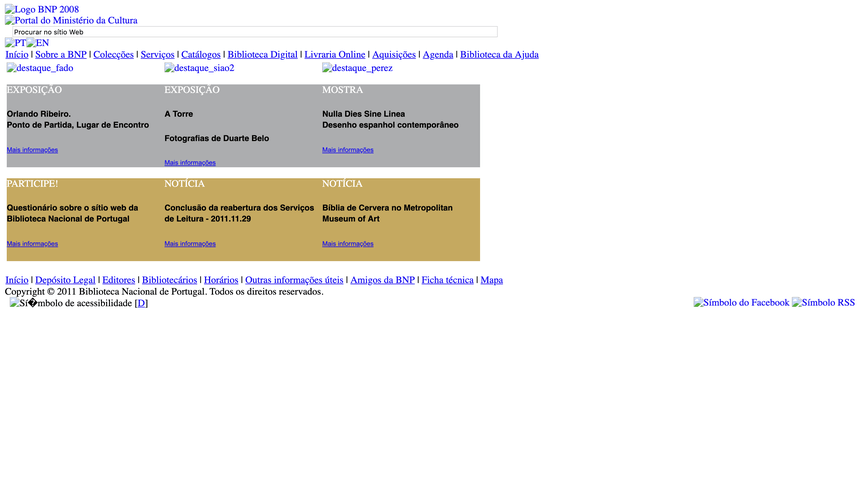 Logo BNP 2008
Portal do Ministério da Cultura
Procurar no sítio Web
PT EN
Início | Sobre a BNP | Colecções | Serviços | Catálogos | Biblioteca Digital | Livraria Online | Aquisições | Agenda | Biblioteca da Ajuda
destaque_fado
EXPOSIÇÃO
Orlando Ribeiro.
Ponto de Partida, Lugar de Encontro
Mais informações
destaque_siao2
EXPOSIÇÃO
A Torre
Fotografias de Duarte Belo
Mais informações
destaque_perez
MOSTRA
Nulla Dies Sine Linea
Desenho espanhol contemporâneo
Mais informações
PARTICIPE!
Questionário sobre o sítio web da
Biblioteca Nacional de Portugal
Mais informações
NOTÍCIA
Conclusão da reabertura dos Serviços
de Leitura - 2011.11.29
Mais informações
NOTÍCIA
Bíblia de Cervera no Metropolitan
Museum of Art
Mais informações
Início | Depósito Legal | Editores | Bibliotecários | Horários | Outras informações úteis | Amigos da BNP | Ficha técnica | Mapa
Copyright © 2011 Biblioteca Nacional de Portugal. Todos os direitos reservados.
Sí�mbolo de acessibilidade [D]
Símbolo do Facebook Símbolo RSS